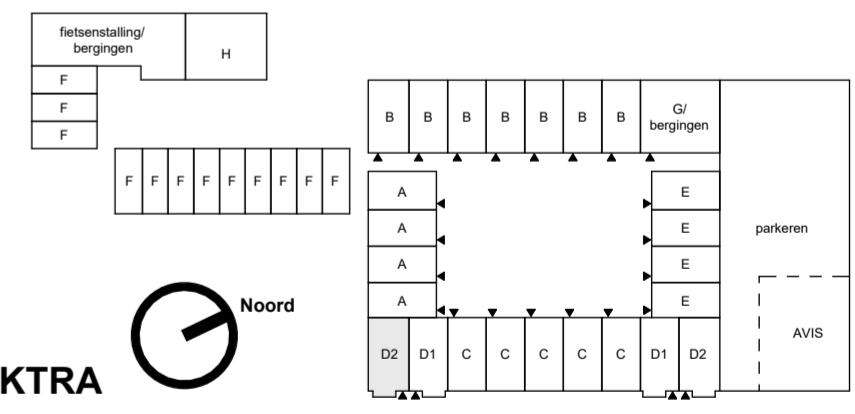 fietsenstalling/
bergingen
H
F
F
F
B B B B B B B G/
bergingen
F F F F F F F F F
A
A
A
A
E
E
E
E
parkeren
Noord
D2 D1 C C C C C D1 D2
AVIS
KTRA